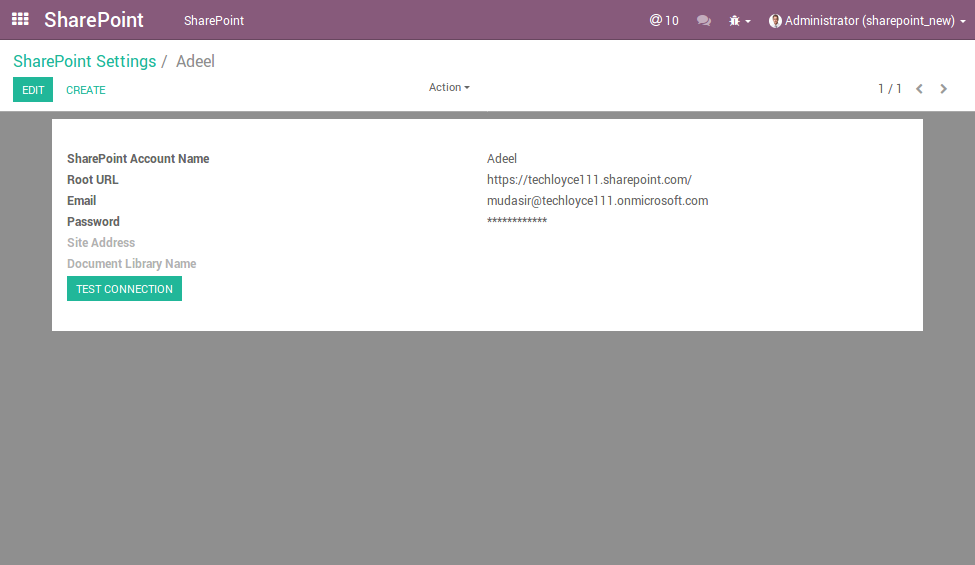 SharePoint SharePoint @ 10 Administrator (sharepoint_new)
SharePoint Settings / Adeel
EDIT CREATE Action 1 / 1
SharePoint Account Name Adeel
Root URL https://techloyce111.sharepoint.com/
Email mudasir@techloyce111.onmicrosoft.com
Password ************
Site Address
Document Library Name
TEST CONNECTION